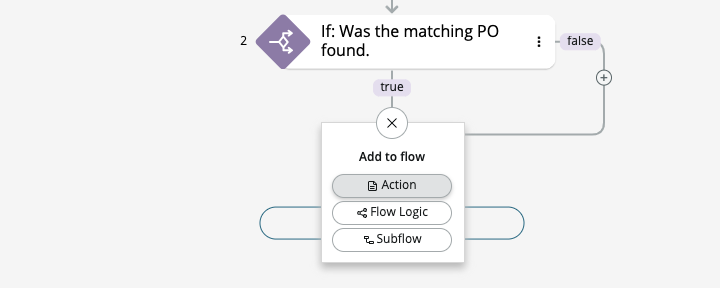 2
If: Was the matching PO
found.
false
true
Add to flow
Action
Flow Logic
Subflow